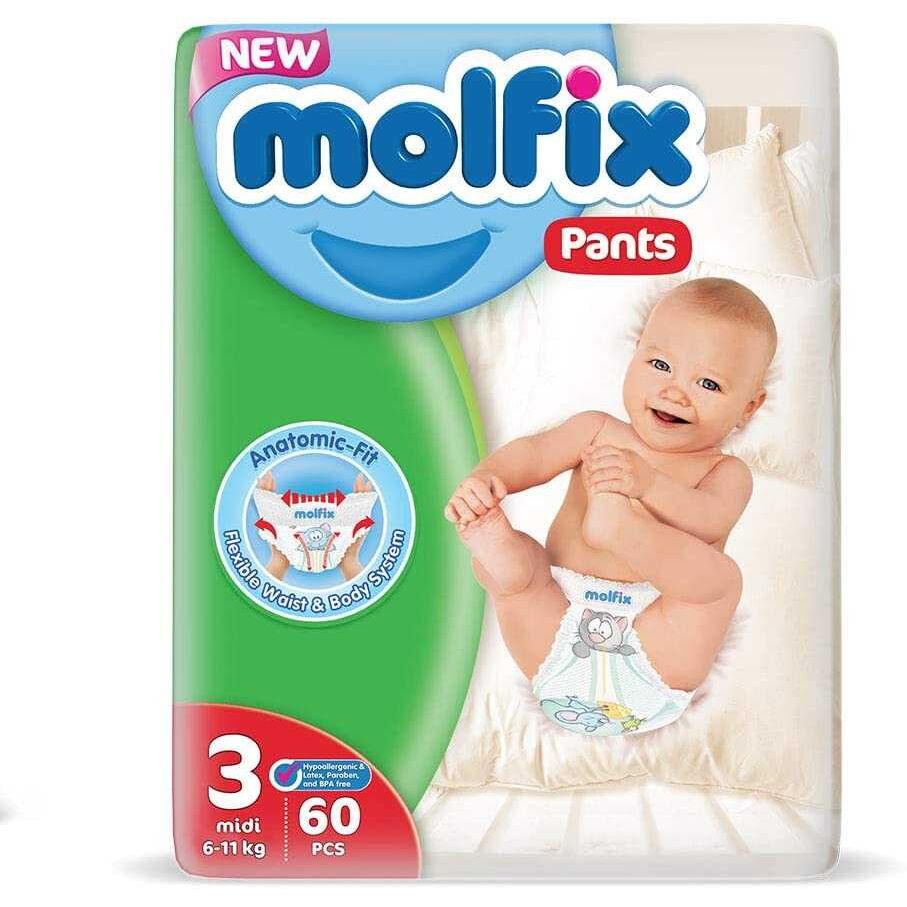 NEW
molfix
Pants
Anatomic-Fit
molfix
Flexible Waist & Body System
molfix
3
midi
6-11 kg
Hypoallergenic &
Latex, Paraben,
and BPA free
60
PCS